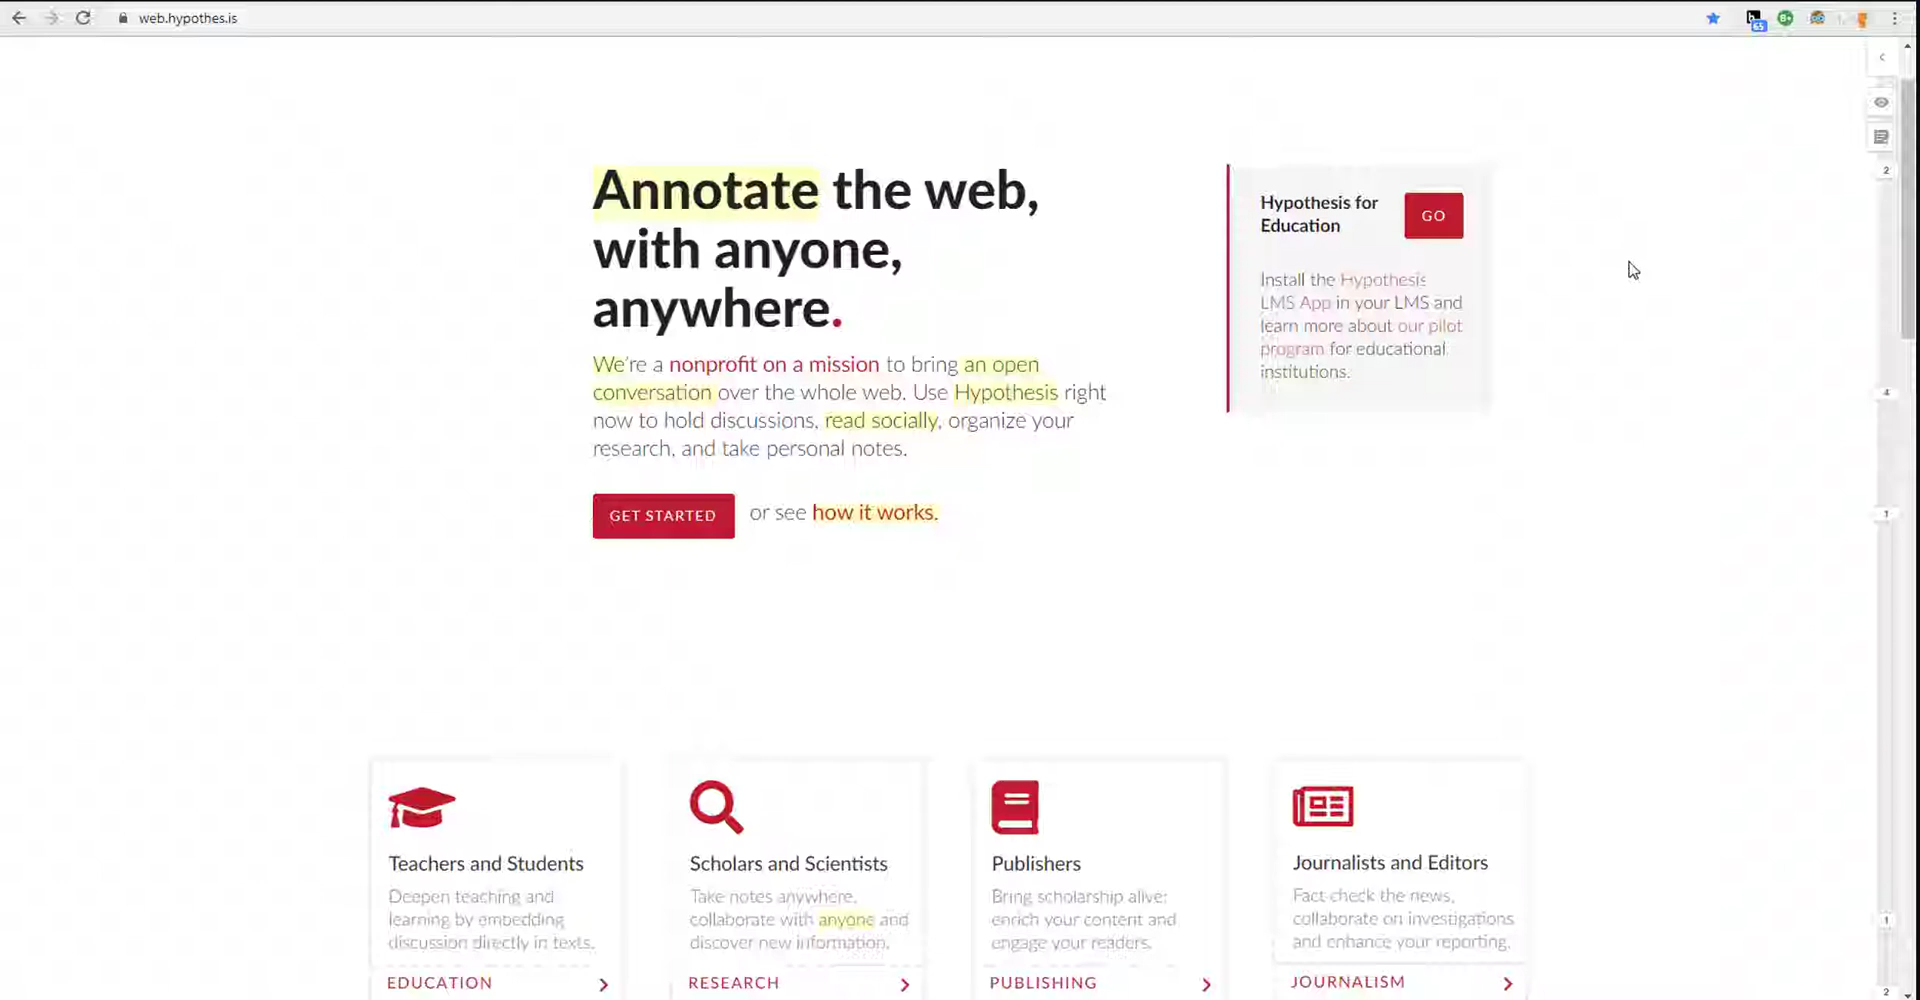 web.hypothes.is
65
2
Annotate the web,
with anyone,
anywhere.
Hypothesis for
Education
GO
Install the Hypothesis
LMS App in your LMS and
learn more about our pilot
program for educational
institutions.
We're a nonprofit on a mission to bring an open
conversation over the whole web. Use Hypothesis right
now to hold discussions, read socially, organize your
research, and take personal notes.
4
GET STARTED
or see how it works.
1
Teachers and Students
Deepen teaching and
learning by embedding
discussion directly in texts.
EDUCATION
Scholars and Scientists
Take notes anywhere,
collaborate with anyone and
discover new information.
RESEARCH
Publishers
Bring scholarship alive:
enrich your content and
engage your readers.
PUBLISHING
Journalists and Editors
Fact check the news,
collaborate on investigations
and enhance your reporting.
JOURNALISM
1
2